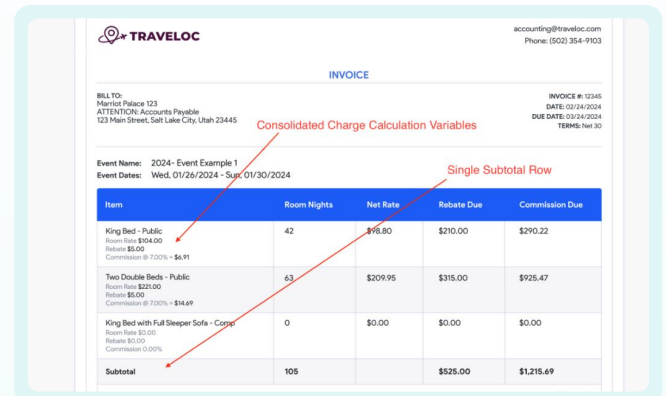 TRAVELOC
accounting@traveloc.com
Phone: (502) 354-9103
INVOICE
BILL TO:
Marriot Palace 123
ATTENTION: Accounts Payable
123 Main Street, Salt Lake City, Utah 23445
INVOICE #: 12345
DATE: 02/24/2024
DUE DATE: 03/24/2024
TERMS: Net 30
Consolidated Charge Calculation Variables
Event Name: 2024- Event Example 1
Event Dates: Wed, 01/26/2024 - Sun, 01/30/2024
Single Subtotal Row
Item Room Nights Net Rate Rebate Due Commission Due
King Bed - Public 42 $98.80 $210.00 $290.22
Room Rate $104.00
Rebate $5.00
Commission @ 7.00% = $6.91
Two Double Beds - Public 63 $209.95 $315.00 $925.47
Room Rate $221.00
Rebate $5.00
Commission @ 7.00% = $14.69
King Bed with Full Sleeper Sofa - Comp 0 $0.00 $0.00 $0.00
Room Rate $0.00
Rebate $0.00
Commission 0.00%
Subtotal 105 $525.00 $1,215.69